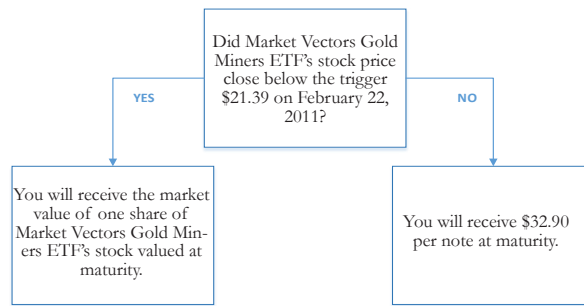 Did Market Vectors Gold
Miners ETF's stock price
close below the trigger
$21.39 on February 22,
2011?
YES
NO
You will receive the market
value of one share of
Market Vectors Gold Min-
ers ETF's stock valued at
maturity.
You will receive $32.90
per note at maturity.